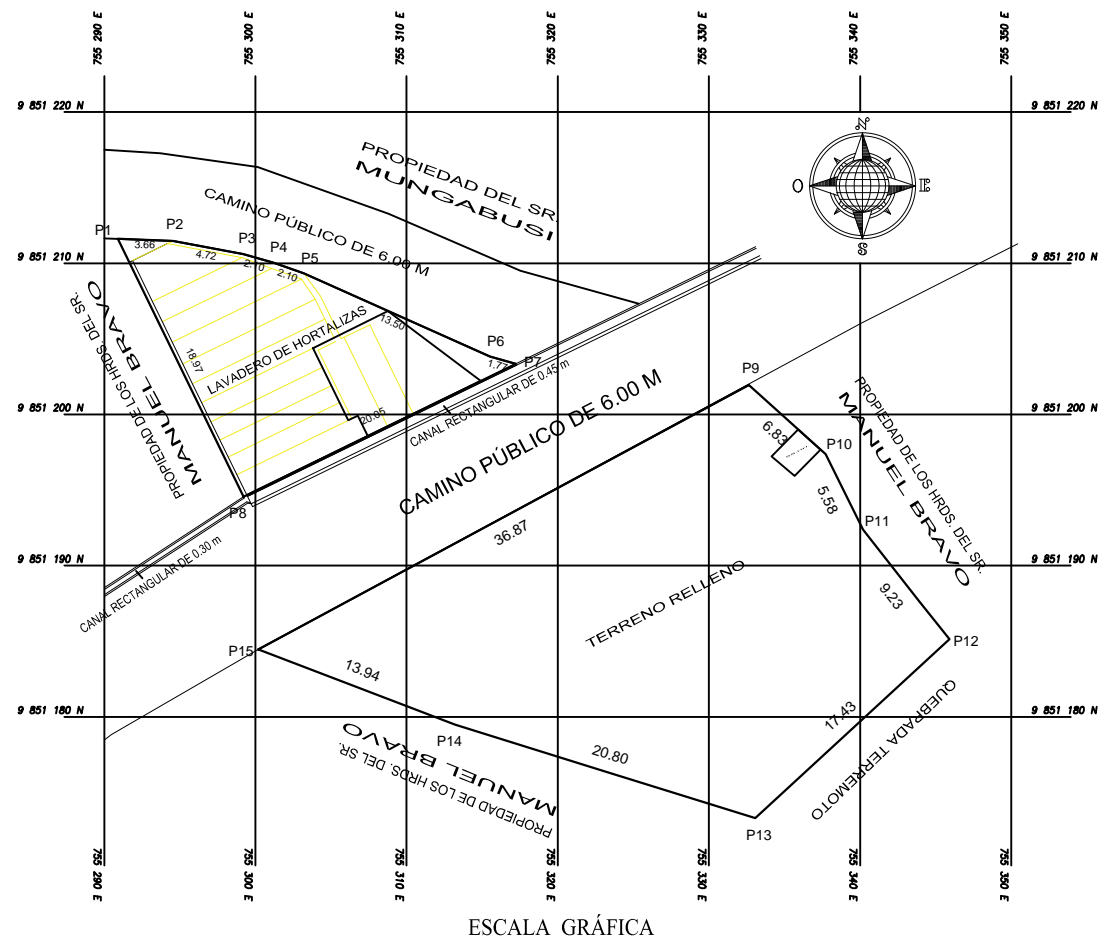 755 290 E
755 300 E
755 310 E
755 320 E
755 330 E
755 340 E
755 350 E
9 851 220 N
9 851 220 N
N
O
E
S
PROPIEDAD DEL SR.
MUNGABUSI
CAMINO PÚBLICO DE 6.00 M
P1
P2
P3
P4
P5
3.66
4.72
2.10
2.10
9 851 210 N
9 851 210 N
13.50
P6
1.77
P7
LAVADERO DE HORTALIZAS
18.97
20.05
PROPIEDAD DE LOS HRDS. DEL SR.
MANUEL BRAVO
CANAL RECTANGULAR DE 0.45 m
P8
CANAL RECTANGULAR DE 0.30 m
CAMINO PÚBLICO DE 6.00 M
P9
9 851 200 N
9 851 200 N
6.83
P10
5.58
P11
PROPIEDAD DE LOS HRDS. DEL SR.
MANUEL BRAVO
36.87
9 851 190 N
9 851 190 N
TERRENO RELLENO
9.23
P12
P15
13.94
17.43
QUEBPADA TERREMOTO
9 851 180 N
9 851 180 N
P14
20.80
MANUEL BRAVO
PROPIEDAD DE LOS HRDS. DEL SR.
P13
755 290 E
755 300 E
755 310 E
755 320 E
755 330 E
755 340 E
755 350 E
ESCALA GRÁFICA